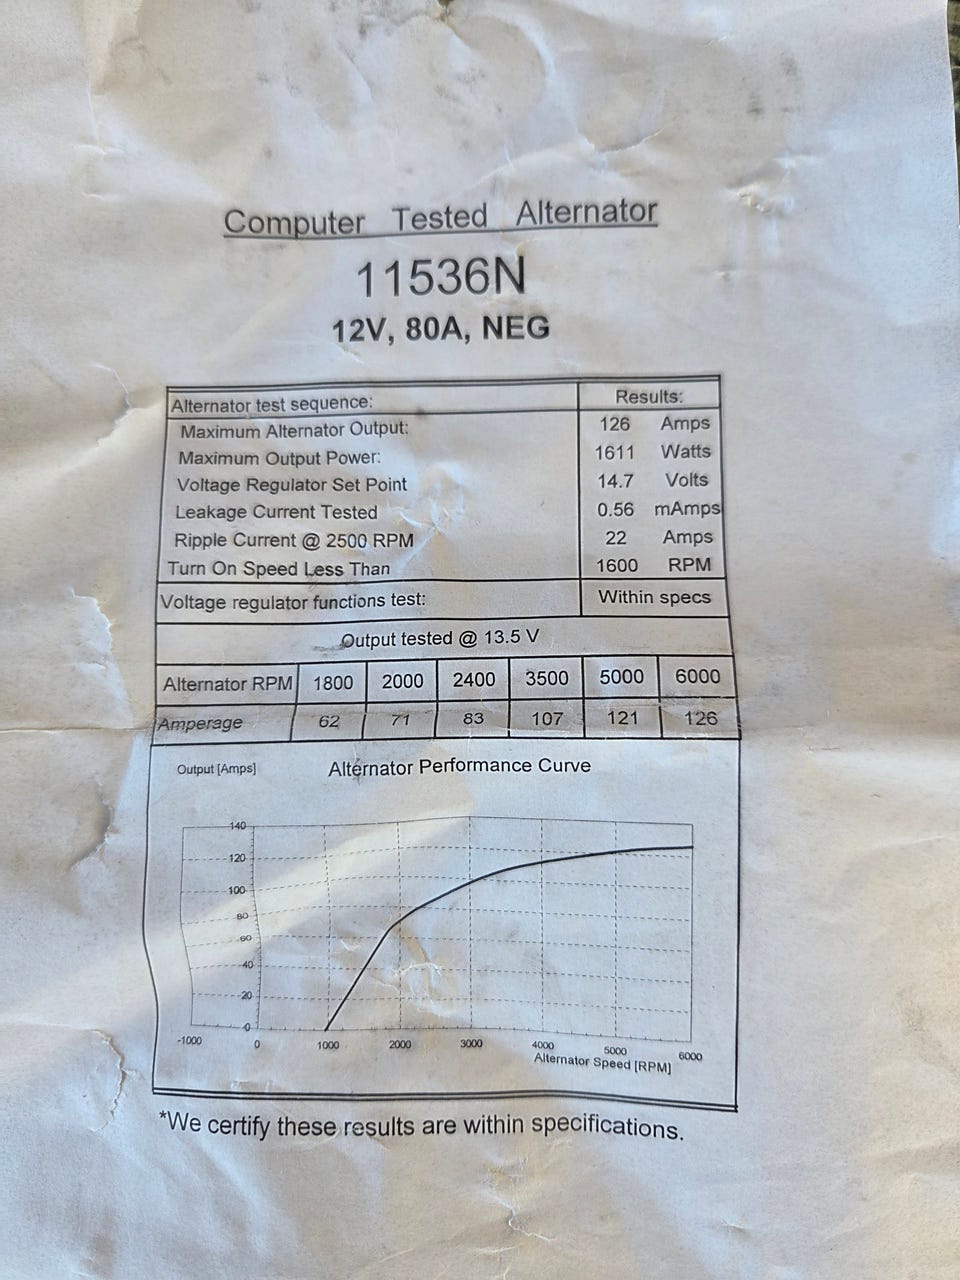 Computer Tested Alternator
11536N
12V, 80A, NEG
Alternator test sequence: Results:
Maximum Alternator Output: 126 Amps
Maximum Output Power: 1611 Watts
Voltage Regulator Set Point 14.7 Volts
Leakage Current Tested 0.56 mAmps
Ripple Current @ 2500 RPM 22 Amps
Turn On Speed Less Than 1600 RPM
Voltage regulator functions test: Within specs
Output tested @ 13.5 V
Alternator RPM 1800 2000 2400 3500 5000 6000
Amperage 62 71 83 107 121 126
Output [Amps] Alternator Performance Curve
140
120
100
80
60
40
20
0
-1000 0 1000 2000 3000 4000 5000 6000
Alternator Speed [RPM]
*We certify these results are within specifications.